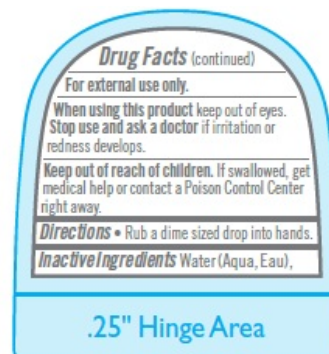 Drug Facts (continued)
For external use only.
When using this product keep out of eyes.
Stop use and ask a doctor if irritation or
redness develops.
Keep out of reach of children. If swallowed, get
medical help or contact a Poison Control Center
right away.
Directions • Rub a dime sized drop into hands.
Inactive Ingredients Water (Aqua, Eau),
.25" Hinge Area